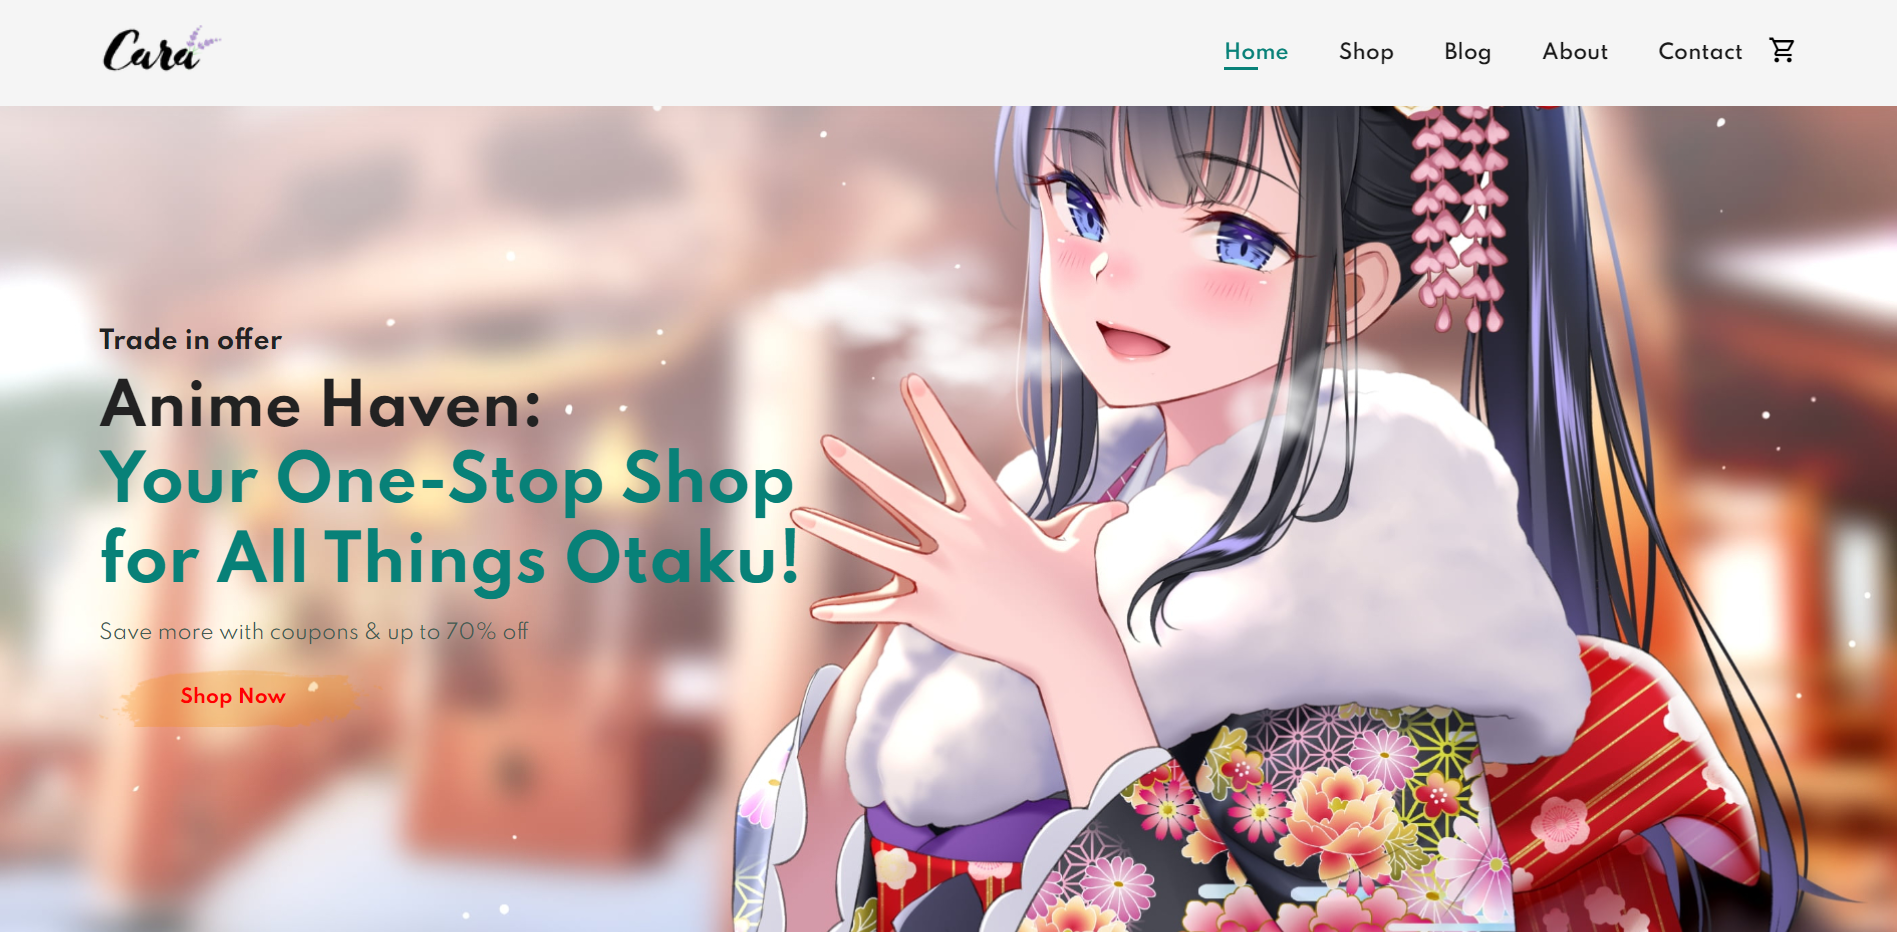 Cara
Home Shop Blog About Contact
Trade in offer
Anime Haven:
Your One-Stop Shop
for All Things Otaku!
Save more with coupons & up to 70% off
Shop Now